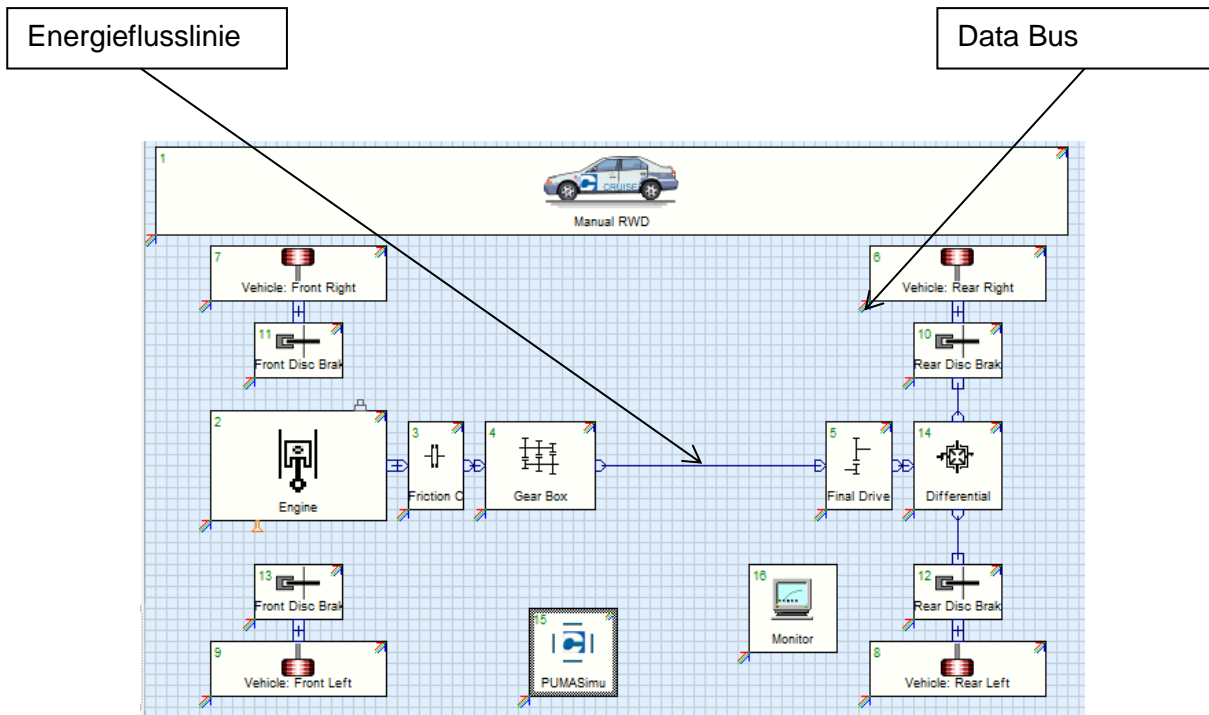 Energieflusslinie
Data Bus
1
CRUISE
Manual RWD
7
Vehicle: Front Right
6
Vehicle: Rear Right
11
Front Disc Brak
10
Rear Disc Brak
2
Engine
3
Friction C
4
Gear Box
5
Final Drive
14
Differential
13
Front Disc Brak
15
PUMASimu
16
Monitor
12
Rear Disc Brak
9
Vehicle: Front Left
8
Vehicle: Rear Left